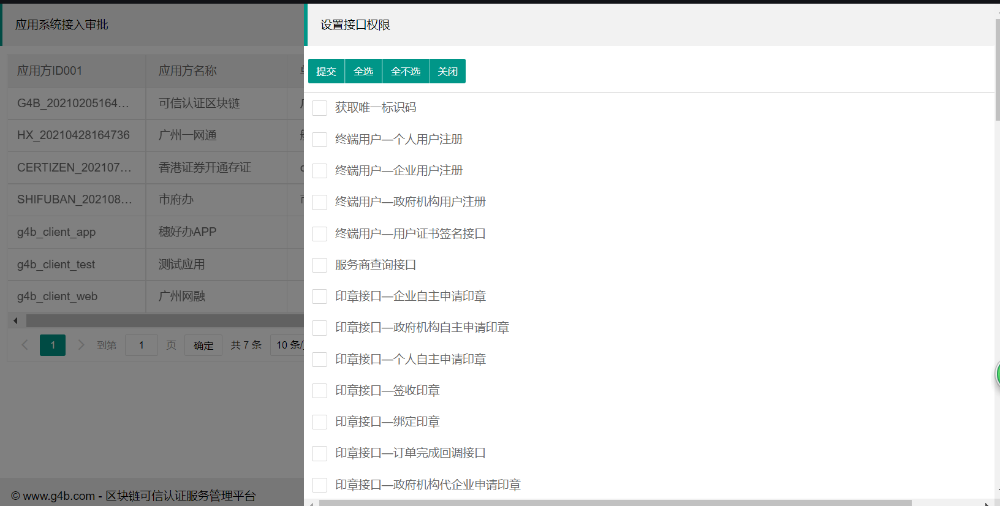 应用系统接入审批
应用方ID001 应用方名称
G4B_20210205164... 可信认证区块链
HX_20210428164736 广州一网通
CERTIZEN_202107... 香港证券开通存证
SHIFUBAN_202108... 市府办
g4b_client_app 穗好办APP
g4b_client_test 测试应用
g4b_client_web 广州网融
1 到第 1 页 确定 共 7 条 10 条/
© www.g4b.com - 区块链可信认证服务管理平台
设置接口权限
提交 全选 全不选 关闭
获取唯一标识码
终端用户—个人用户注册
终端用户—企业用户注册
终端用户—政府机构用户注册
终端用户—用户证书签名接口
服务商查询接口
印章接口—企业自主申请印章
印章接口—政府机构自主申请印章
印章接口—个人自主申请印章
印章接口—签收印章
印章接口—绑定印章
印章接口—订单完成回调接口
印章接口—政府机构代企业申请印章